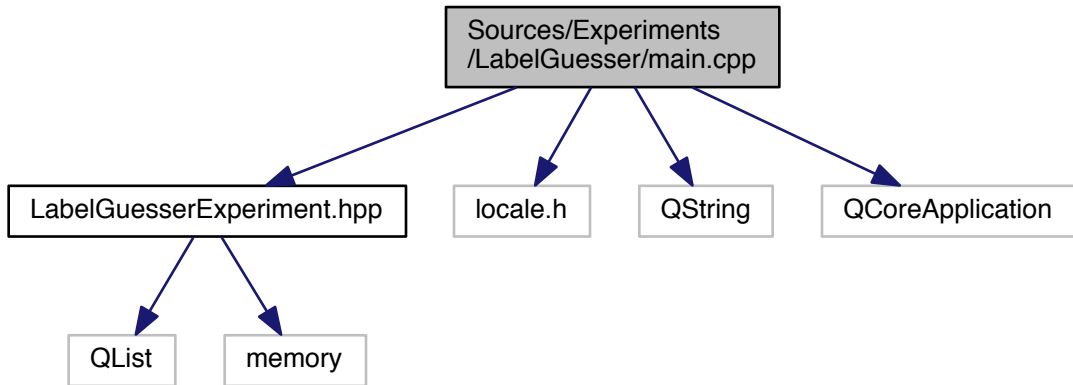 Sources/Experiments
/LabelGuesser/main.cpp
LabelGuesserExperiment.hpp
locale.h
QString
QCoreApplication
QList
memory